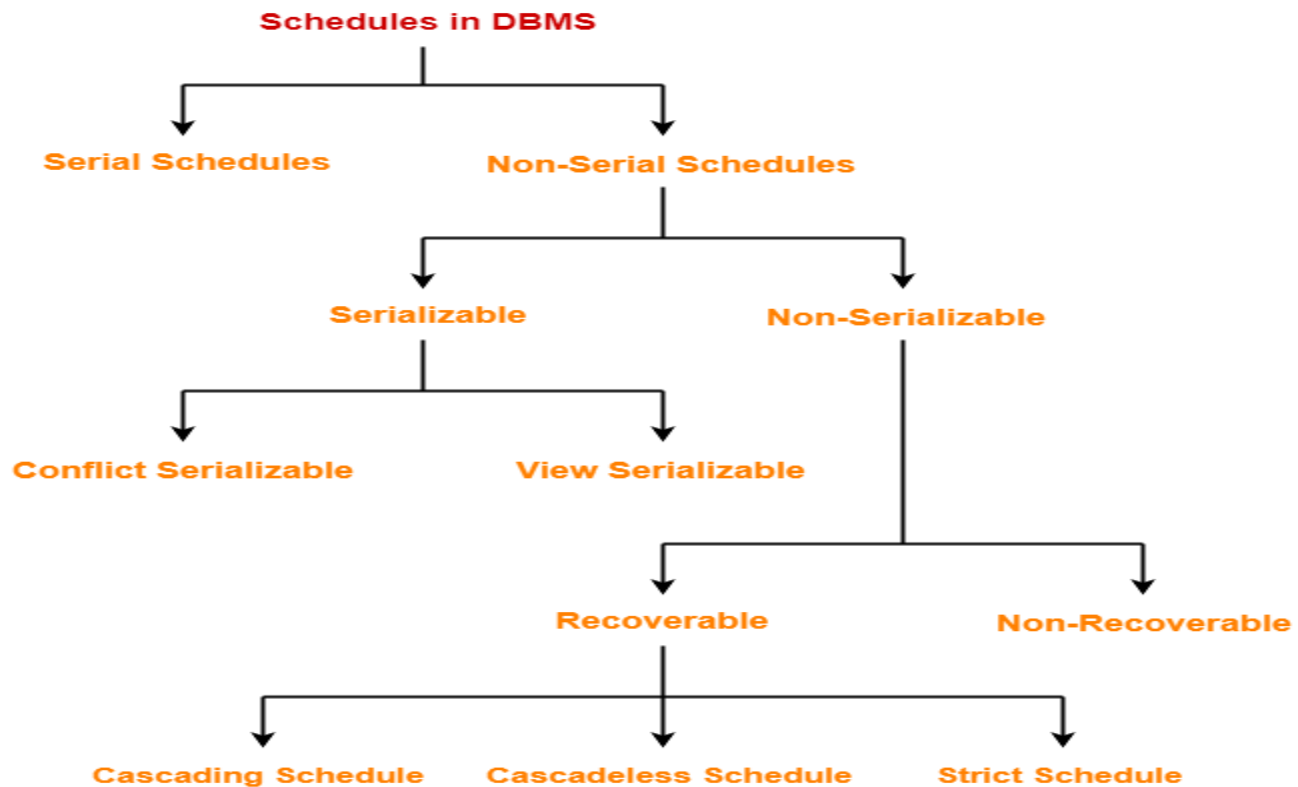 Schedules in DBMS
Serial Schedules
Non-Serial Schedules
Serializable
Non-Serializable
Conflict Serializable
View Serializable
Recoverable
Non-Recoverable
Cascading Schedule
Cascadeless Schedule
Strict Schedule